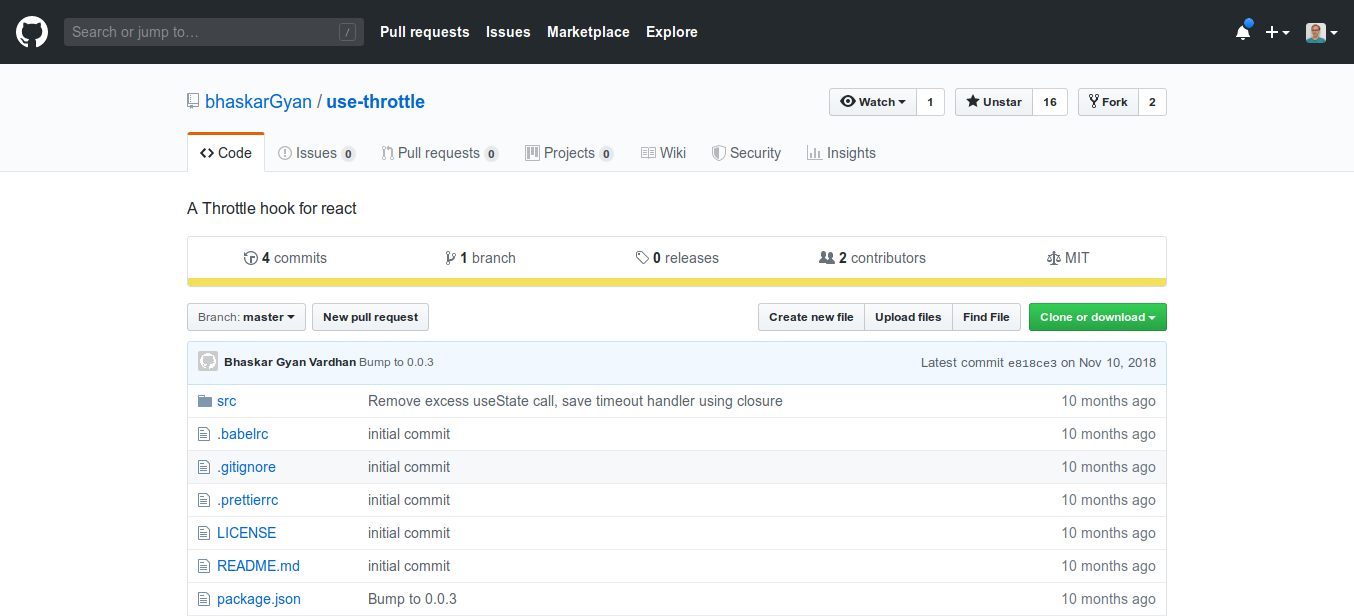 Search or jump to… /
Pull requests Issues Marketplace Explore
bhaskarGyan / use-throttle
Watch 1 Unstar 16 Fork 2
Code Issues 0 Pull requests 0 Projects 0 Wiki Security Insights
A Throttle hook for react
4 commits 1 branch 0 releases 2 contributors MIT
Branch: master New pull request Create new file Upload files Find File Clone or download
Bhaskar Gyan Vardhan Bump to 0.0.3 Latest commit e818ce3 on Nov 10, 2018
src Remove excess useState call, save timeout handler using closure 10 months ago
.babelrc initial commit 10 months ago
.gitignore initial commit 10 months ago
.prettierrc initial commit 10 months ago
LICENSE initial commit 10 months ago
README.md initial commit 10 months ago
package.json Bump to 0.0.3 10 months ago